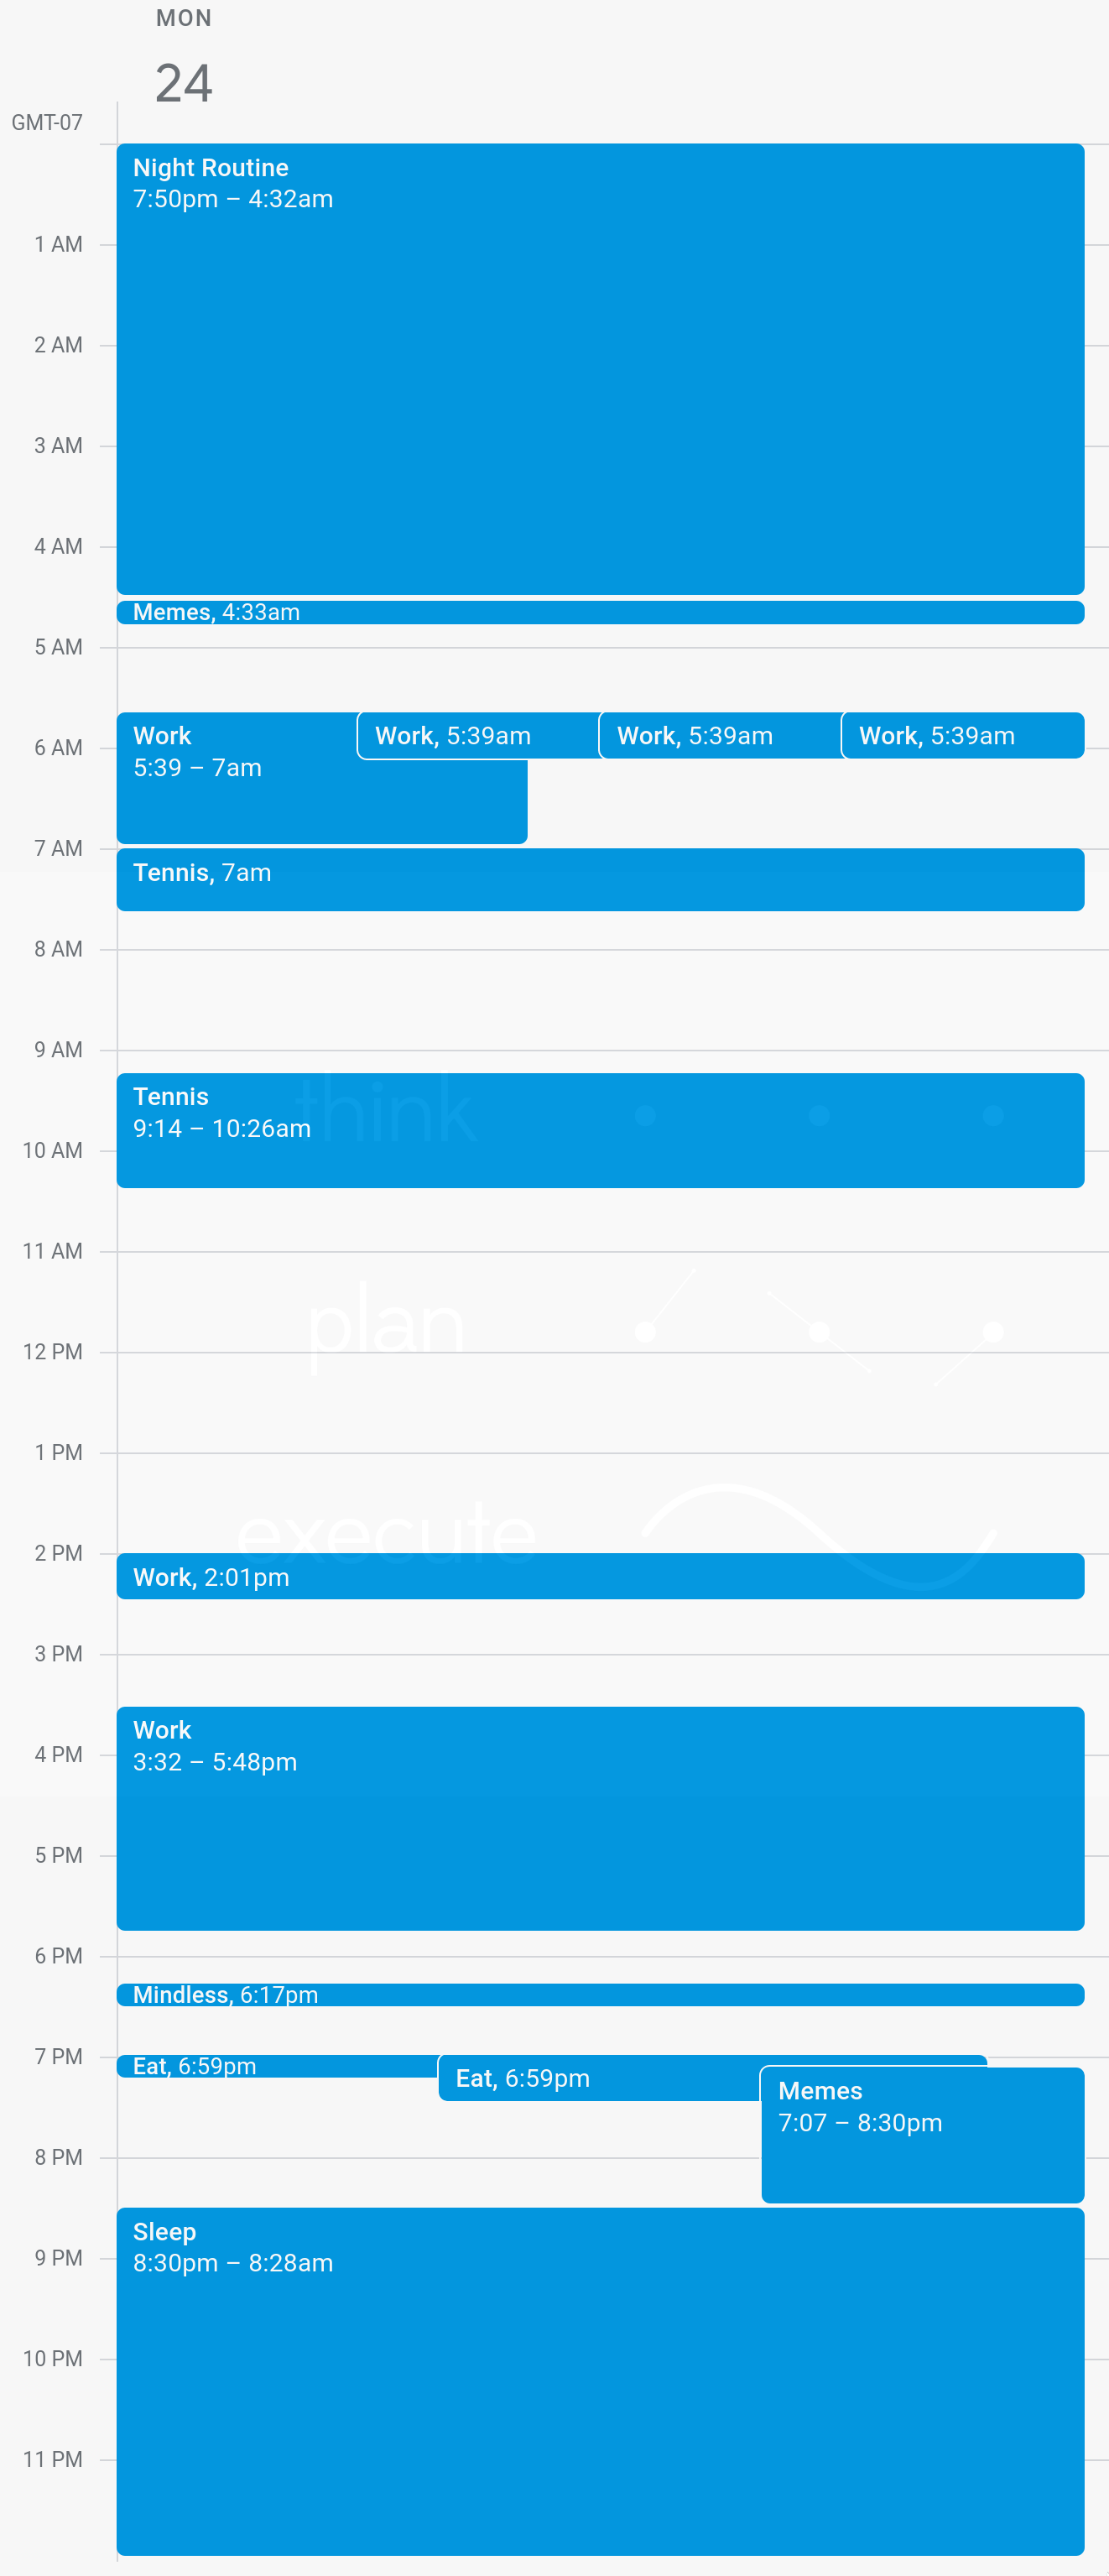 MON
24
GMT-07
Night Routine
7:50pm – 4:32am
1 AM
2 AM
3 AM
4 AM
Memes, 4:33am
5 AM
Work
5:39 – 7am
Work, 5:39am
Work, 5:39am
Work, 5:39am
6 AM
7 AM
Tennis, 7am
8 AM
9 AM
think
Tennis
9:14 – 10:26am
10 AM
11 AM
plan
12 PM
1 PM
execute
2 PM
Work, 2:01pm
3 PM
Work
3:32 – 5:48pm
4 PM
5 PM
6 PM
Mindless, 6:17pm
7 PM
Eat, 6:59pm
Eat, 6:59pm
Memes
7:07 – 8:30pm
8 PM
Sleep
8:30pm – 8:28am
9 PM
10 PM
11 PM